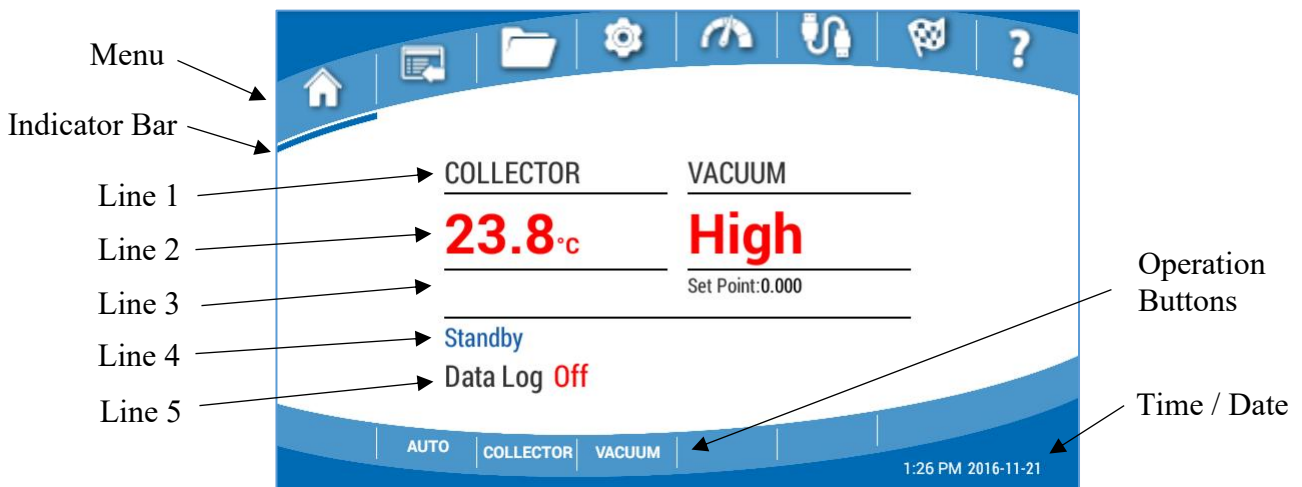 Menu
?
Indicator Bar
Line 1
COLLECTOR VACUUM
Line 2
23.8°C High
Line 3
Set Point:0.000
Operation
Buttons
Line 4
Standby
Line 5
Data Log Off
Time / Date
AUTO COLLECTOR VACUUM
1:26 PM 2016-11-21